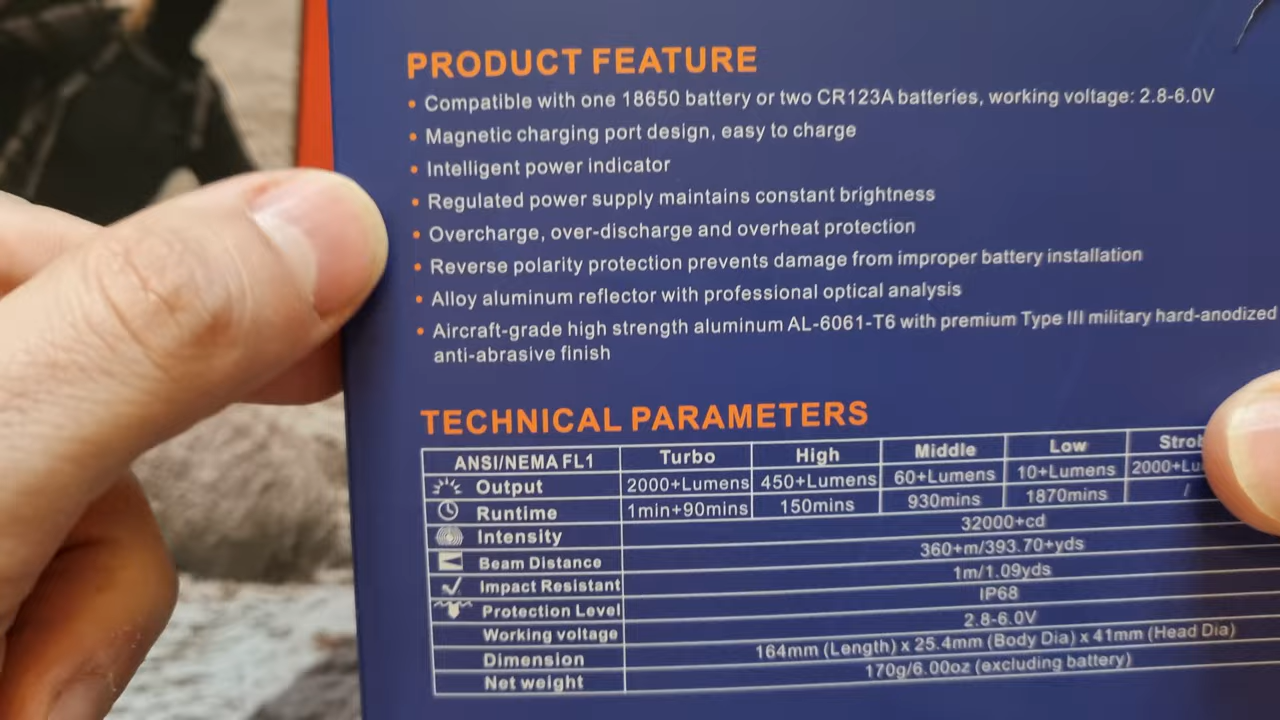 PRODUCT FEATURE
• Compatible with one 18650 battery or two CR123A batteries, working voltage: 2.8-6.0V
• Magnetic charging port design, easy to charge
• Intelligent power indicator
• Regulated power supply maintains constant brightness
• Overcharge, over-discharge and overheat protection
• Reverse polarity protection prevents damage from improper battery installation
• Alloy aluminum reflector with professional optical analysis
• Aircraft-grade high strength aluminum AL-6061-T6 with premium Type III military hard-anodized
anti-abrasive finish
TECHNICAL PARAMETERS
ANSI/NEMA FL1 Turbo High Middle Low
Output 2000+Lumens 450+Lumens 60+Lumens 10+Lumens
Runtime 1min+90mins 150mins 930mins 1870mins /
Intensity 32000+cd
Beam Distance 360+m/393.70+yds
Impact Resistant 1m/1.09yds
Protection Level IP68
Working voltage 2.8-6.0V
Dimension 164mm (Length) x 25.4mm (Body Dia) x 41mm (Head Dia)
Net weight 170g/6.00oz (excluding battery)